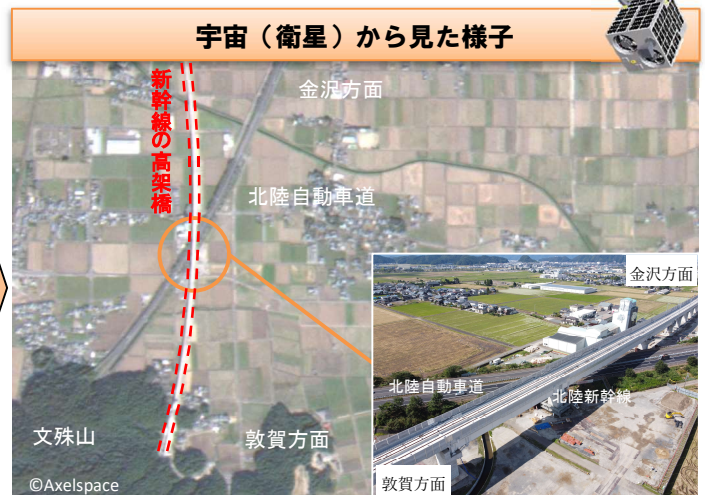 宇宙（衛星）から見た様子
新幹線の高架橋
金沢方面
北陸自動車道
文殊山
敦賀方面
©Axelspace
金沢方面
北陸自動車道
北陸新幹線
敦賀方面